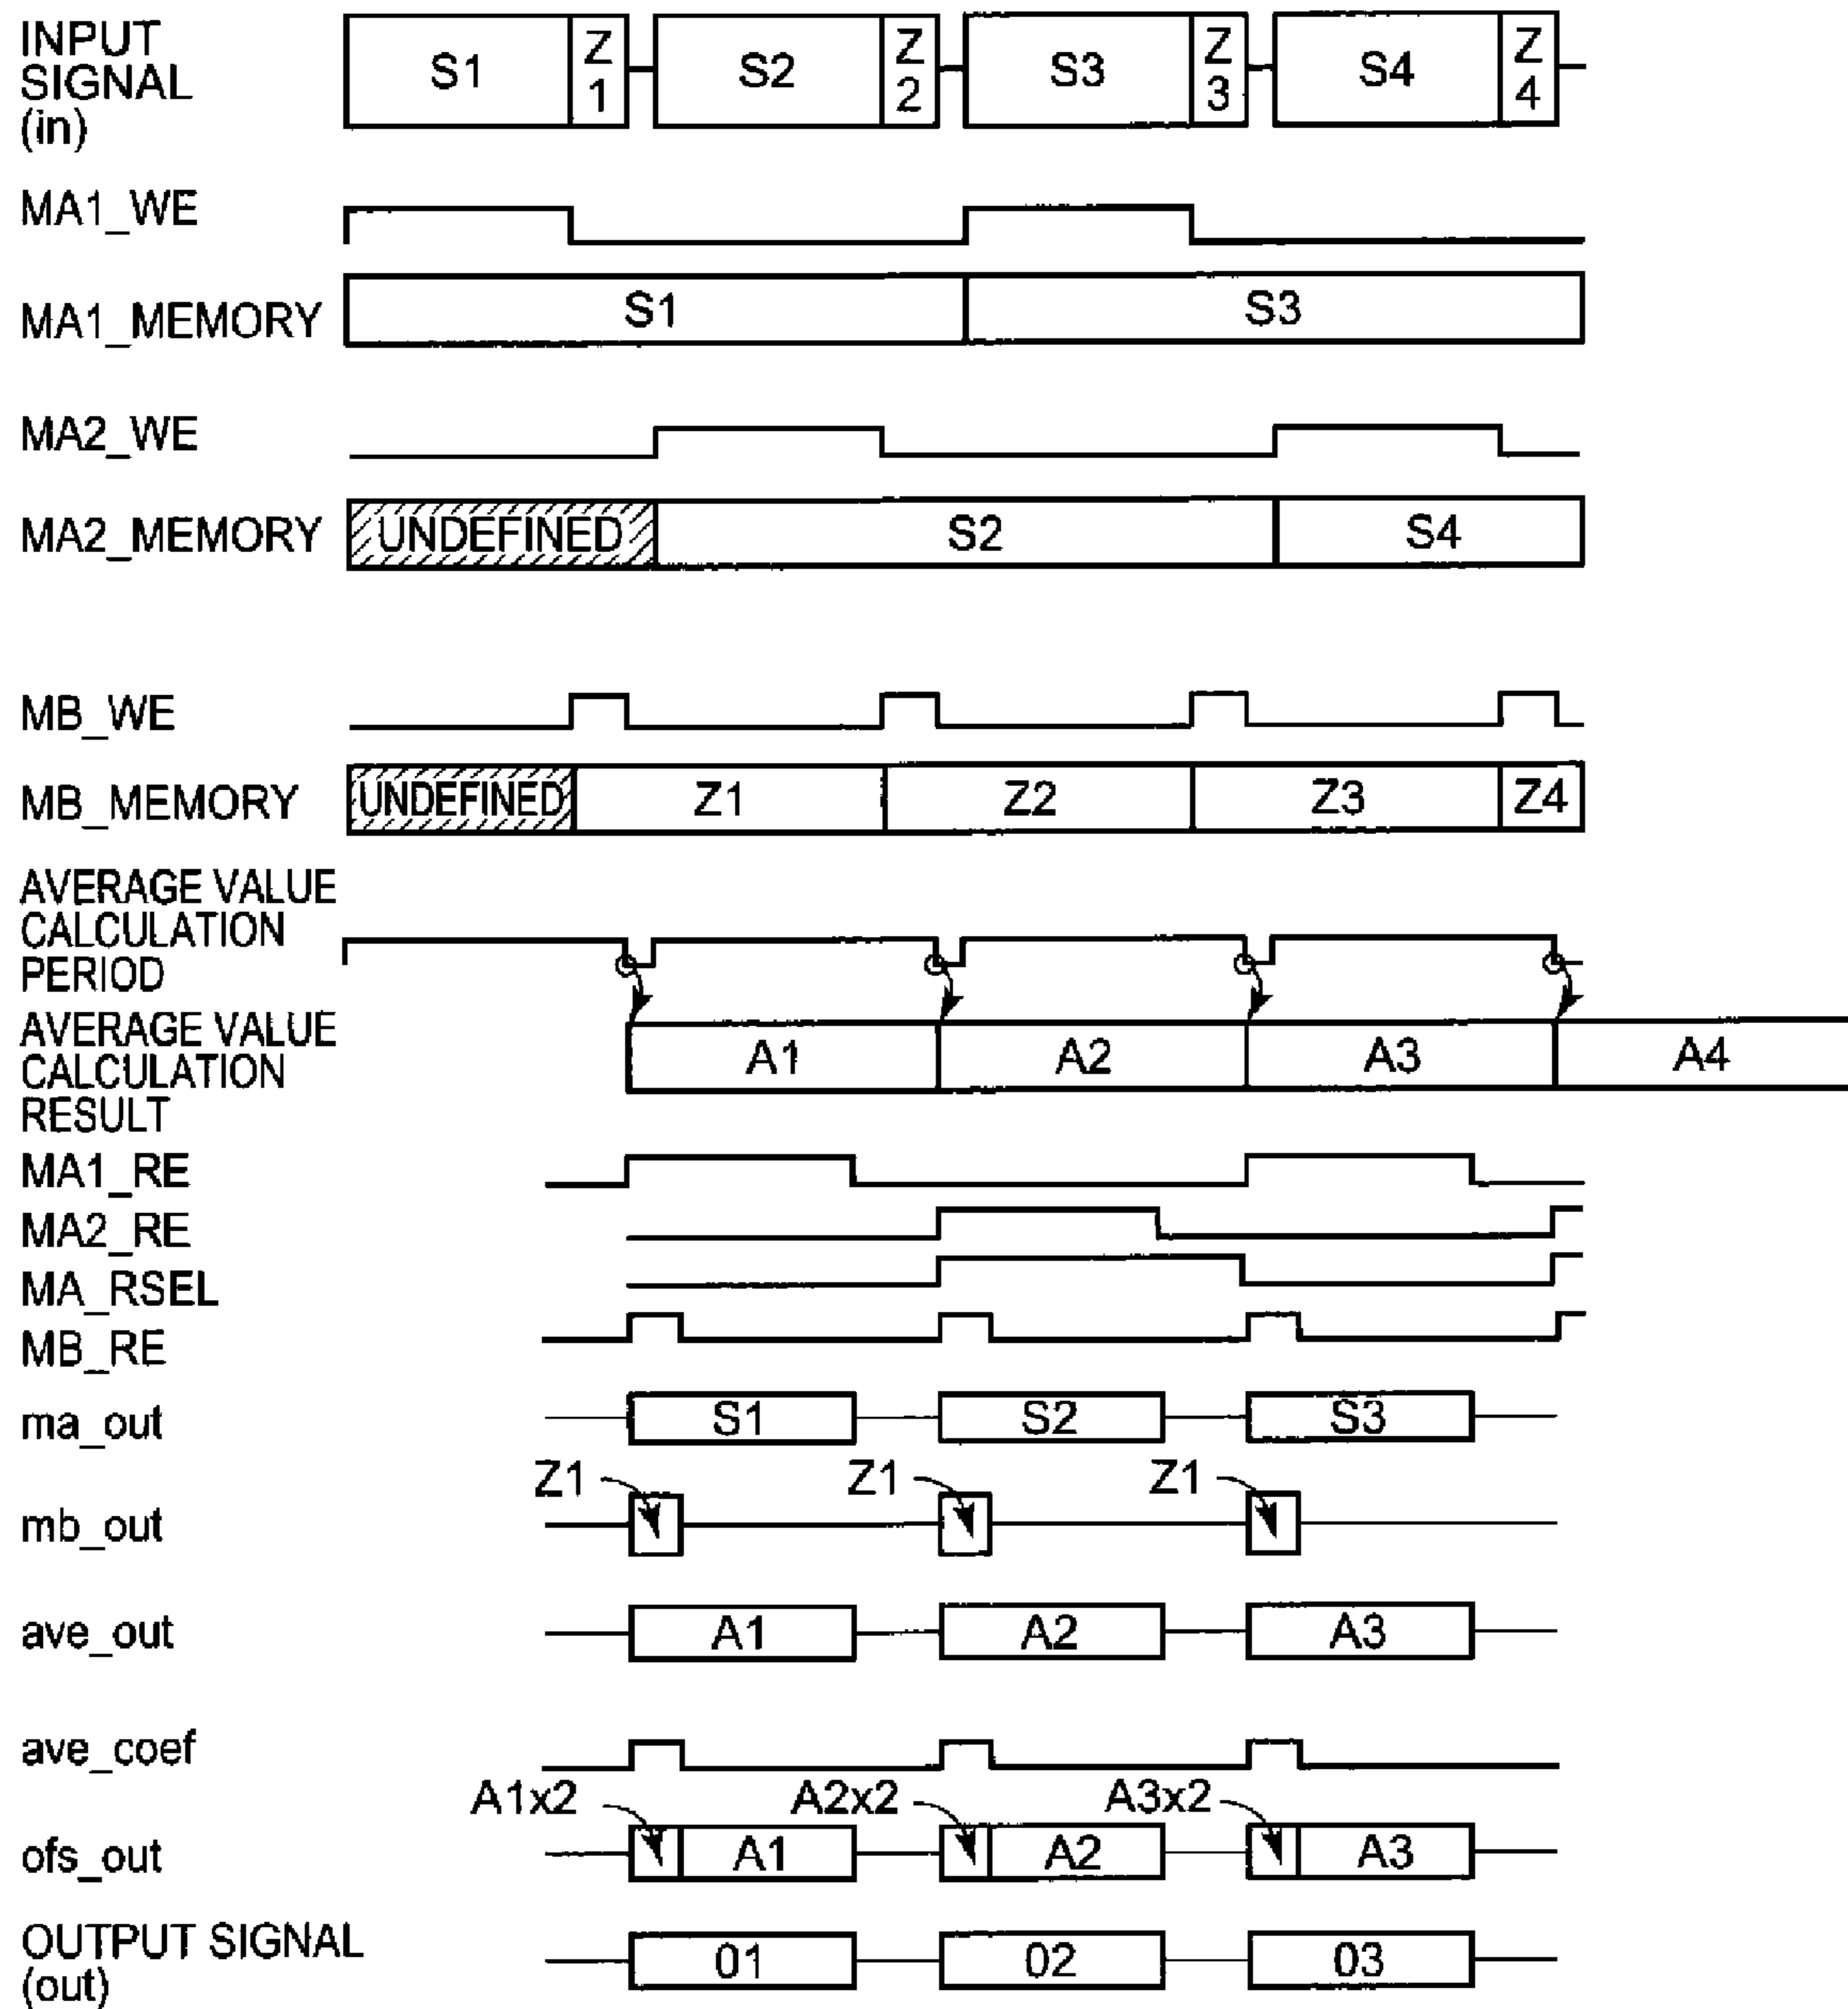 INPUT
SIGNAL
(in)
S1
Z
1
S2
Z
2
S3
Z
3
S4
Z
4
MA1_WE
MA1_MEMORY
S1
S3
MA2_WE
MA2_MEMORY
UNDEFINED
S2
S4
MB_WE
MB_MEMORY
UNDEFINED
Z1
Z2
Z3
Z4
AVERAGE VALUE
CALCULATION
PERIOD
AVERAGE VALUE
CALCULATION
RESULT
A1
A2
A3
A4
MA1_RE
MA2_RE
MA_RSEL
MB_RE
ma_out
S1
S2
S3
Z1
Z1
Z1
mb_out
ave_out
A1
A2
A3
ave_coef
A1x2
A2x2
A3x2
ofs_out
A1
A2
A3
OUTPUT SIGNAL
(out)
01
02
03